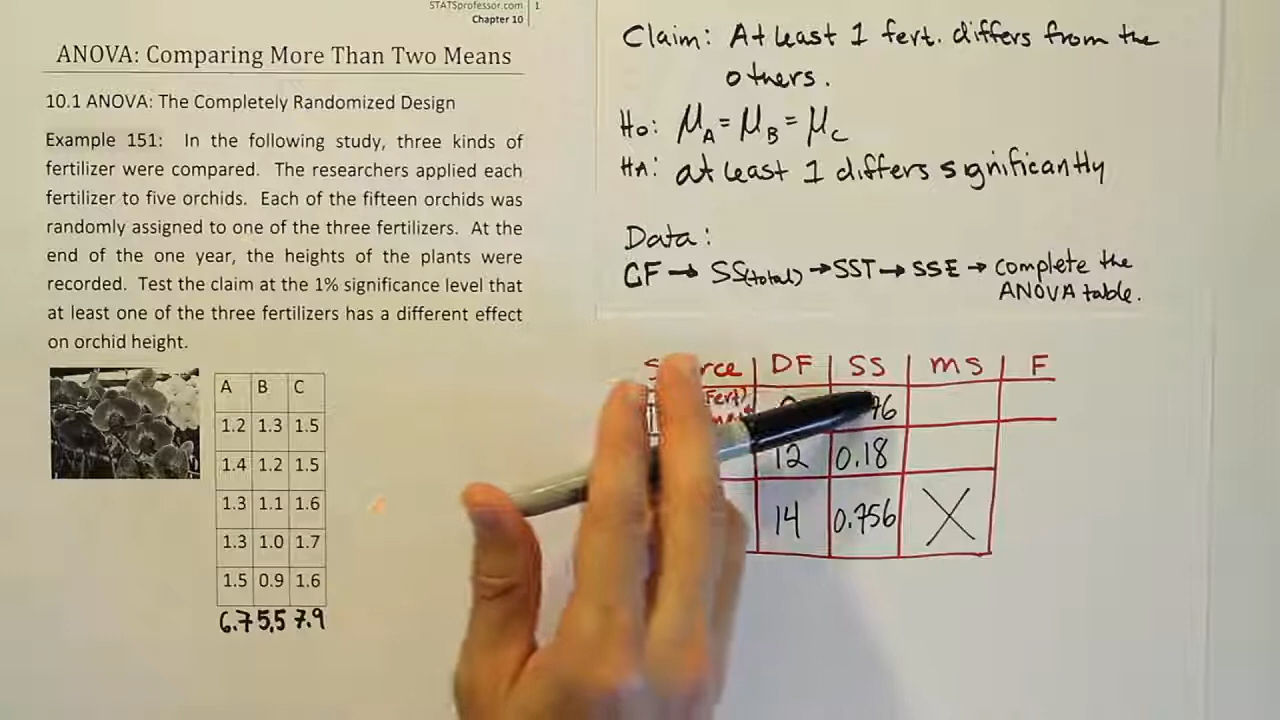 STATSprofessor.com 1
Chapter 10
ANOVA: Comparing More Than Two Means
10.1 ANOVA: The Completely Randomized Design
Example 151: In the following study, three kinds of
fertilizer were compared. The researchers applied each
fertilizer to five orchids. Each of the fifteen orchids was
randomly assigned to one of the three fertilizers. At the
end of the one year, the heights of the plants were
recorded. Test the claim at the 1% significance level that
at least one of the three fertilizers has a different effect
on orchid height.
A B C
1.2 1.3 1.5
1.4 1.2 1.5
1.3 1.1 1.6
1.3 1.0 1.7
1.5 0.9 1.6
6.7 5.5 7.9
Claim: At least 1 fert. differs from the
others.
Ho: μA = μB = μC
HA: at least 1 differs significantly
Data:
CF → SS(total) → SST → SSE → complete the
ANOVA table.
DF SS MS F
Fert)
12 0.18
14 0.756